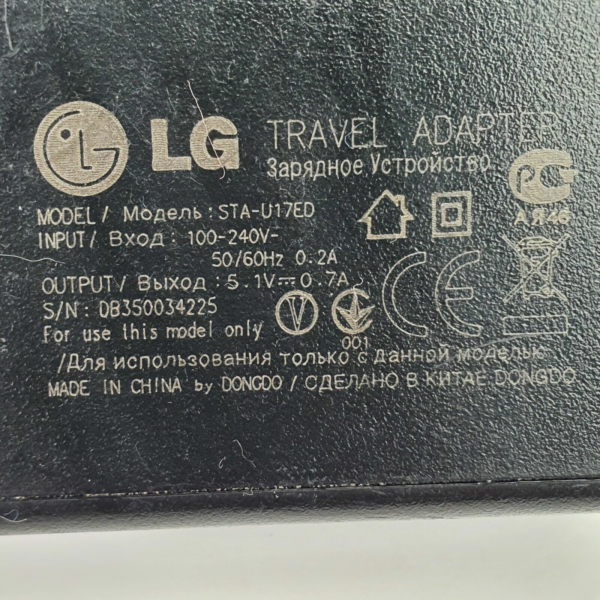 LG TRAVEL ADAPTER
Зарядное Устройство
MODEL / Модель : STA-U17ED
INPUT / Вход : 100-240V~
50/60Hz 0.2A
OUTPUT / Выход : 5.1V⎓0.7A
S/N : DB350034225
For use this model only
/Для использования только с данной моделью
MADE IN CHINA by DONGDO / СДЕЛАНО В КИТАЕ DONGDO
РС
АЯ46
V
001
CE